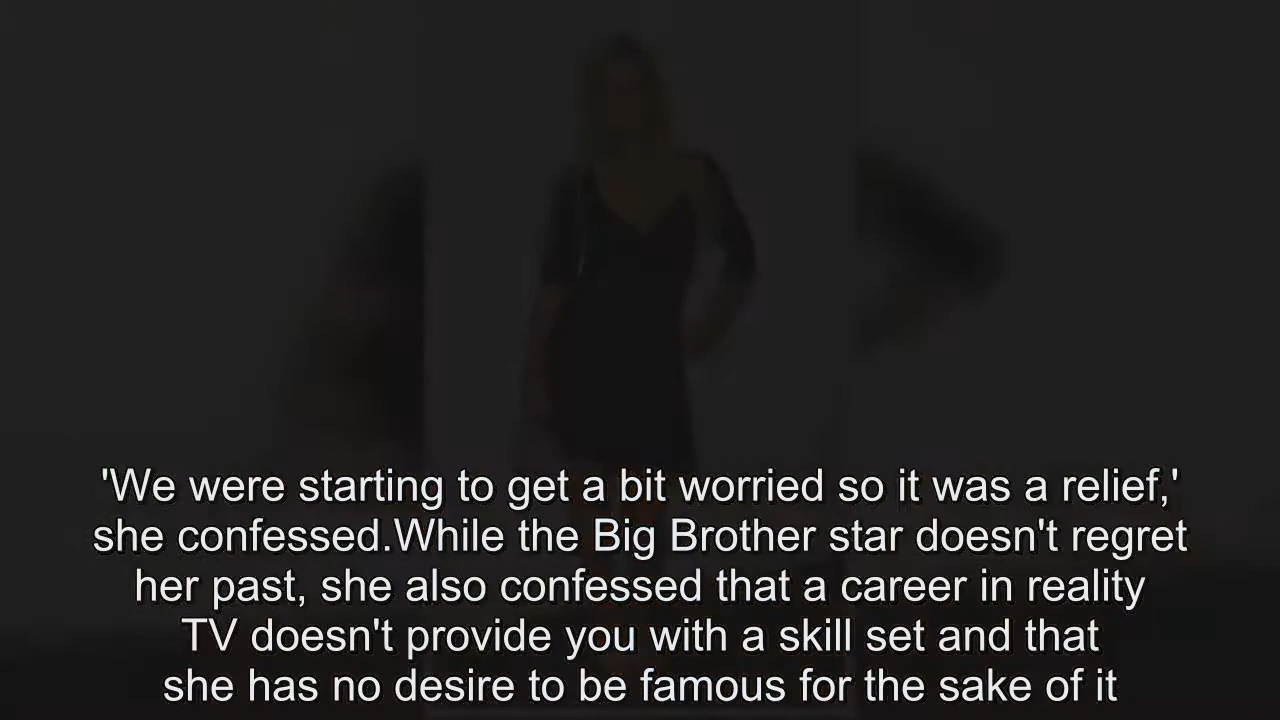 'We were starting to get a bit worried so it was a relief,'
she confessed.While the Big Brother star doesn't regret
her past, she also confessed that a career in reality
TV doesn't provide you with a skill set and that
she has no desire to be famous for the sake of it